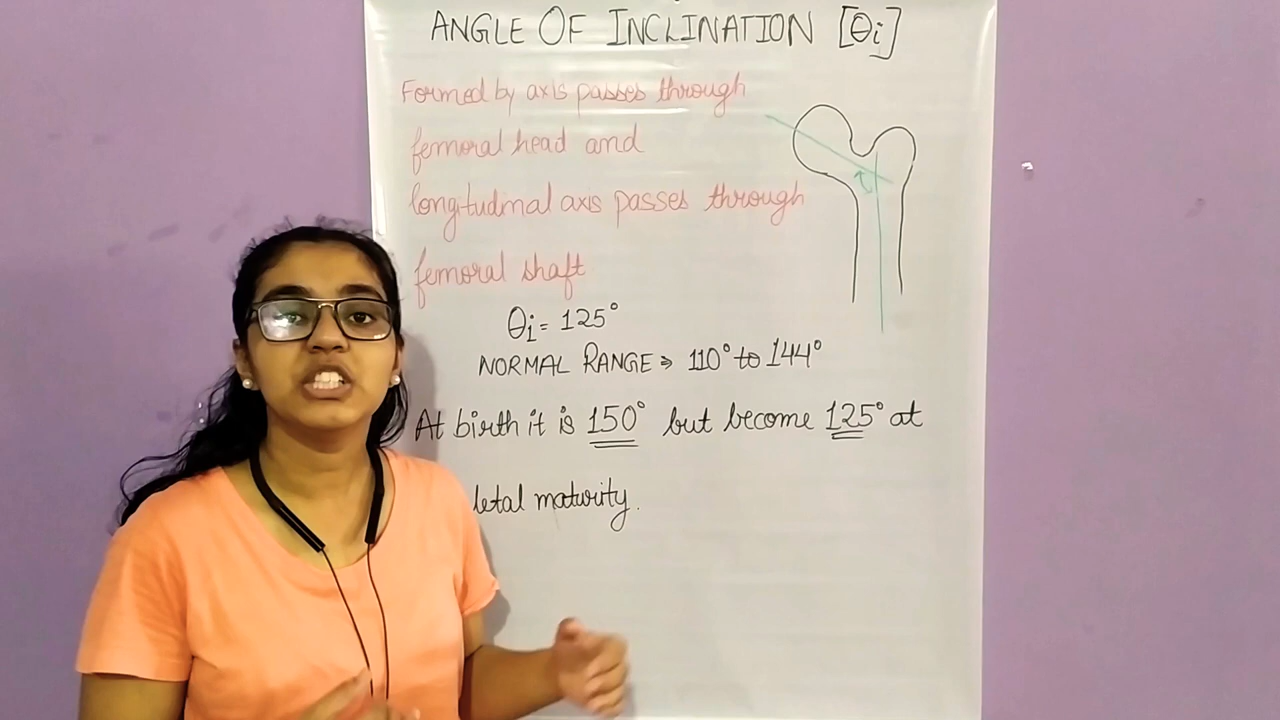 ANGLE OF INCLINATION [θi]
Formed by axis passes through
femoral head and
longitudinal axis passes through
femoral shaft
θi = 125°
NORMAL RANGE ⇒ 110° to 144°
At birth it is 150° but become 125° at
letal maturity.